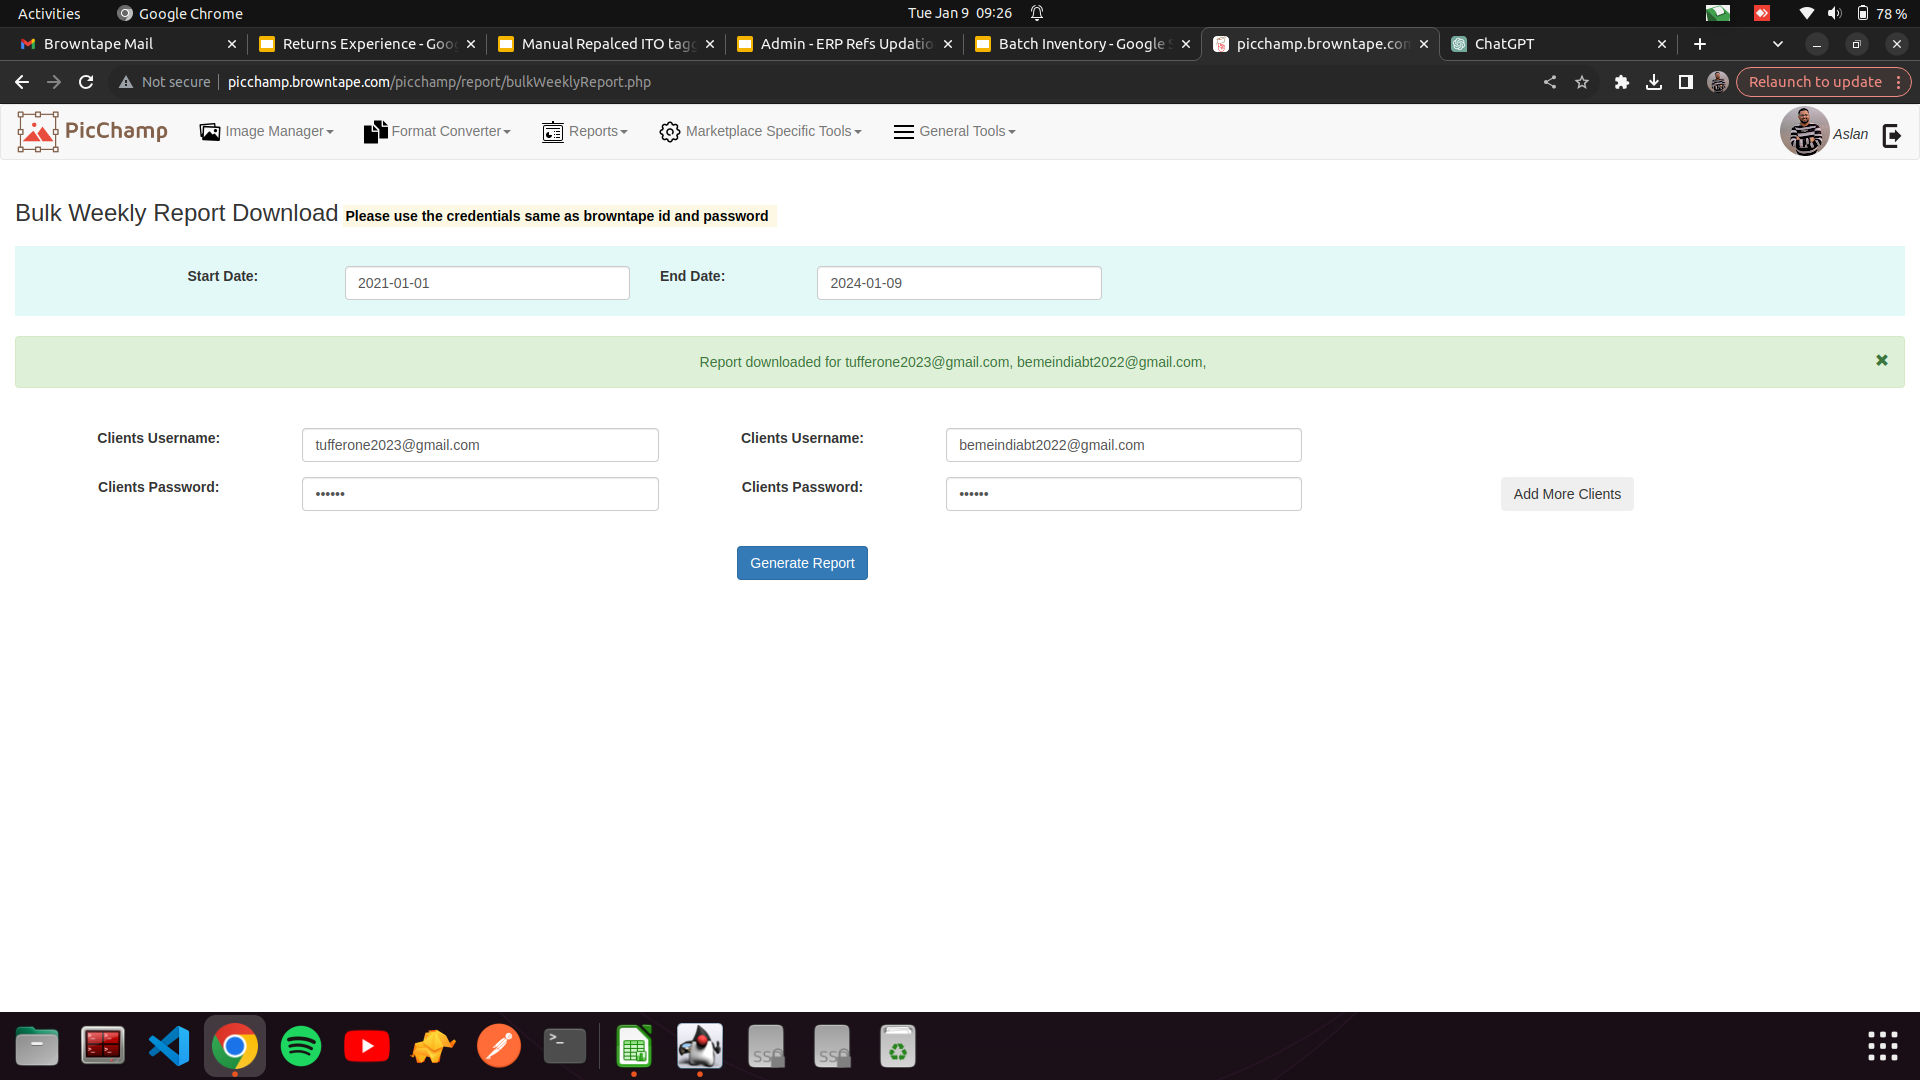 Activities Google Chrome Tue Jan 9 09:26 78 %
Browntape Mail Returns Experience - Goo Manual Repalced ITO tagg Admin - ERP Refs Updatio Batch Inventory - Google S picchamp.browntape.com ChatGPT
Not secure picchamp.browntape.com/picchamp/report/bulkWeeklyReport.php Relaunch to update
PicChamp Image Manager Format Converter Reports Marketplace Specific Tools General Tools Aslan
Bulk Weekly Report Download Please use the credentials same as browntape id and password
Start Date: 2021-01-01 End Date: 2024-01-09
Report downloaded for tufferone2023@gmail.com, bemeindiabt2022@gmail.com,
Clients Username: tufferone2023@gmail.com Clients Username: bemeindiabt2022@gmail.com
Clients Password: •••••• Clients Password: •••••• Add More Clients
Generate Report
SS SS